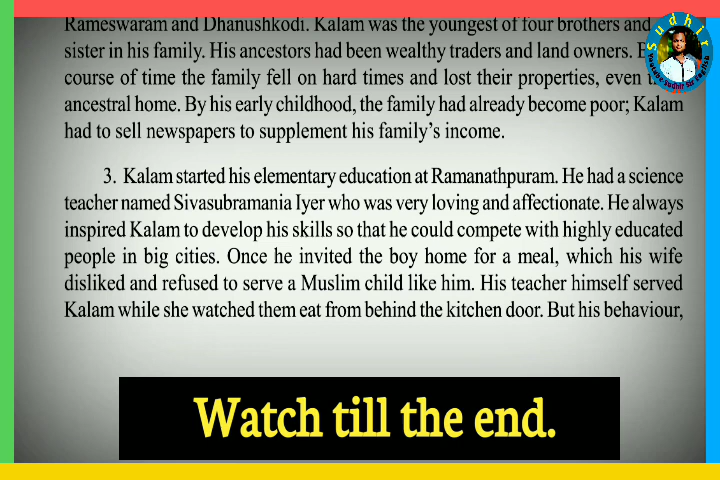 Rameswaram and Dhanushkodi. Kalam was the youngest of four brothers and
sister in his family. His ancestors had been wealthy traders and land owners.
course of time the family fell on hard times and lost their properties, even
ancestral home. By his early childhood, the family had already become poor; Kalam
had to sell newspapers to supplement his family's income.
3. Kalam started his elementary education at Ramanathpuram. He had a science
teacher named Sivasubramania Iyer who was very loving and affectionate. He always
inspired Kalam to develop his skills so that he could compete with highly educated
people in big cities. Once he invited the boy home for a meal, which his wife
disliked and refused to serve a Muslim child like him. His teacher himself served
Kalam while she watched them eat from behind the kitchen door. But his behaviour,
Watch till the end.
Sudhir